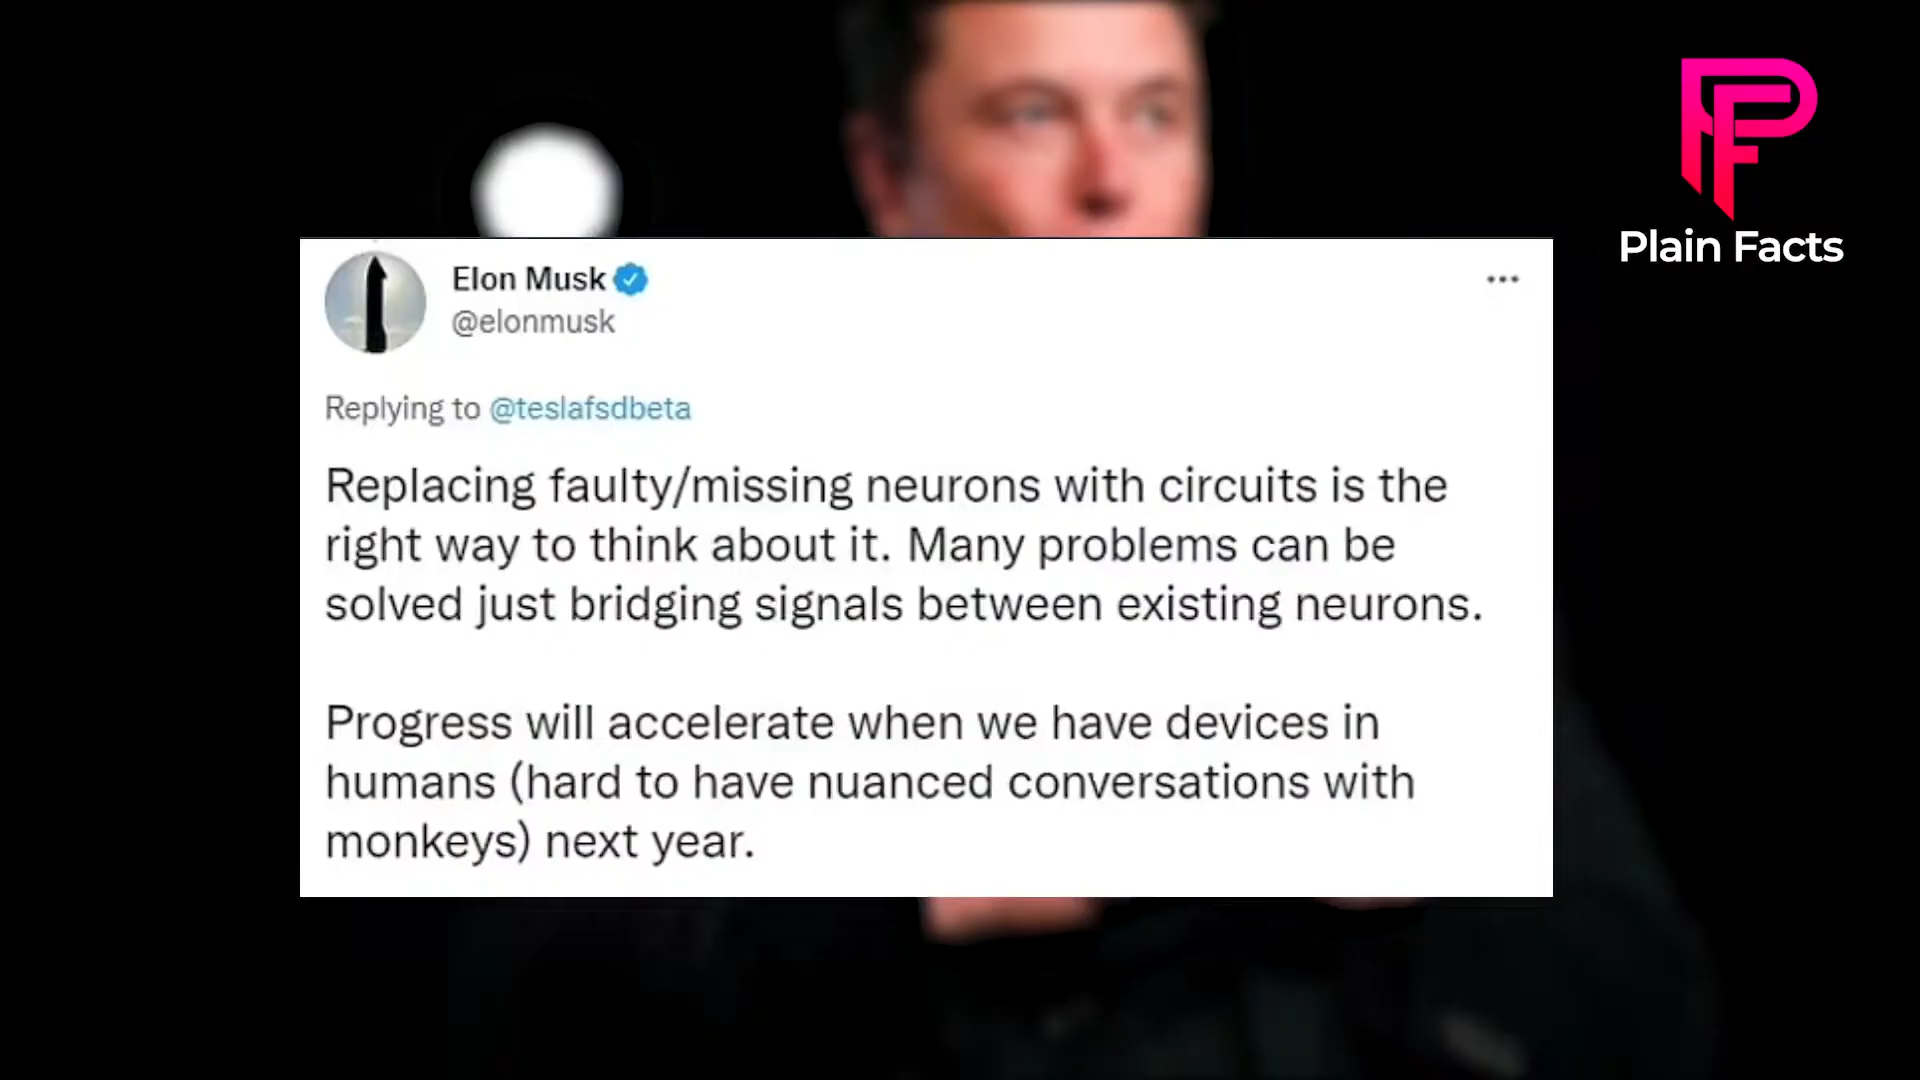 Plain Facts
Elon Musk
@elonmusk
Replying to @teslafsdbeta
Replacing faulty/missing neurons with circuits is the
right way to think about it. Many problems can be
solved just bridging signals between existing neurons.
Progress will accelerate when we have devices in
humans (hard to have nuanced conversations with
monkeys) next year.